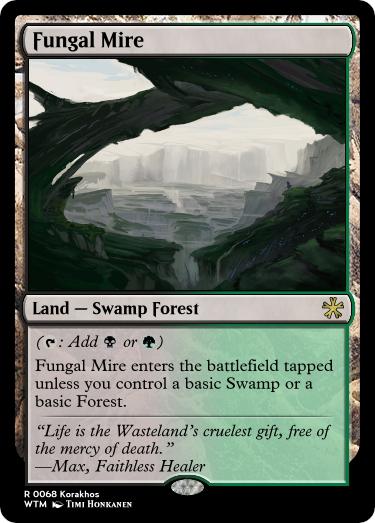 Fungal Mire
Land — Swamp Forest
(: Add or )
Fungal Mire enters the battlefield tapped
unless you control a basic Swamp or a
basic Forest.
“Life is the Wasteland's cruelest gift, free of
the mercy of death.”
—Max, Faithless Healer
R 0068 Korakhos
WTM Timi Honkanen